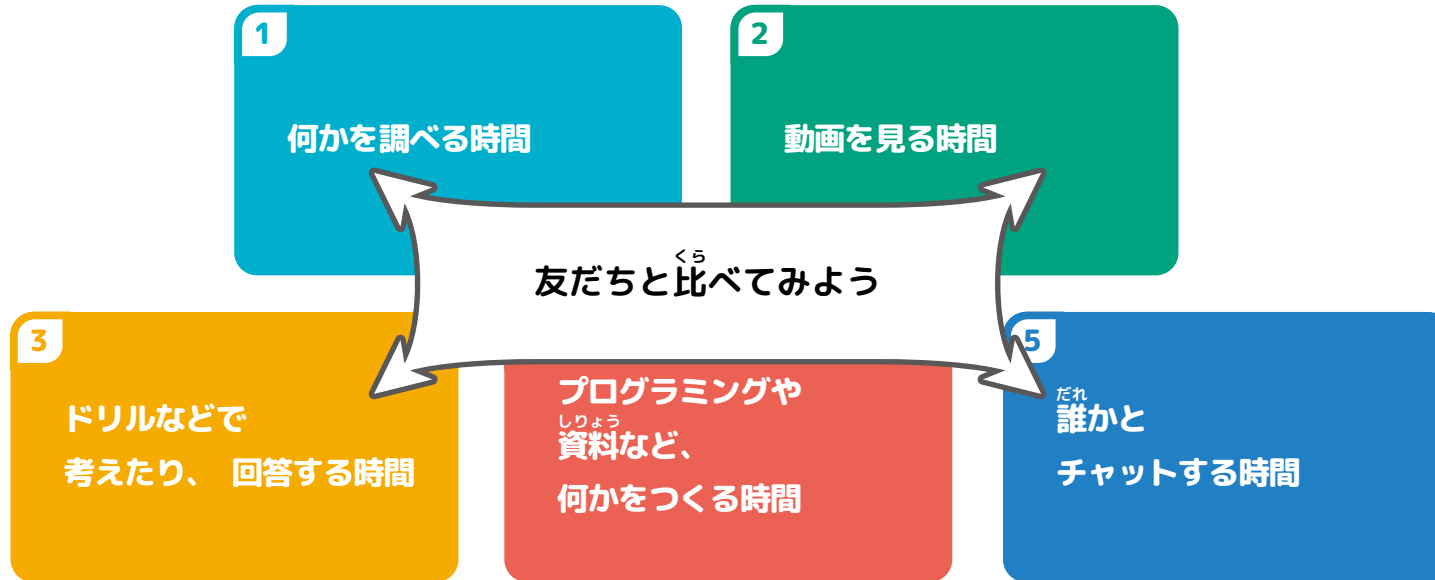 1
何かを調べる時間
2
動画を見る時間
くら
友だちと比べてみよう
3
ドリルなどで
考えたり、 回答する時間
プログラミングや
しりょう
資料など、
何かをつくる時間
5
だれ
誰かと
チャットする時間